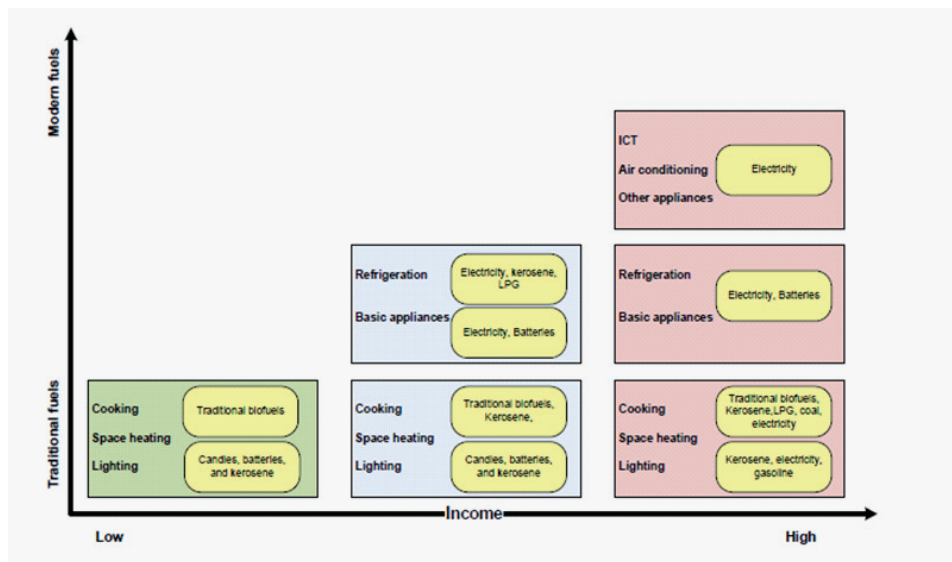 Modern fuels
ICT
Air conditioning
Other appliances
Electricity
Refrigeration
Basic appliances
Electricity, kerosene,
LPG
Electricity, Batteries
Refrigeration
Basic appliances
Electricity, Batteries
Traditional fuels
Cooking
Space heating
Lighting
Traditional biofuels
Candles, batteries,
and kerosene
Cooking
Space heating
Lighting
Traditional biofuels,
Kerosene,
Candles, batteries,
and kerosene
Cooking
Space heating
Lighting
Traditional biofuels,
Kerosene,LPG, coal,
electricity
Kerosene, electricity,
gasoline
Income
Low
High